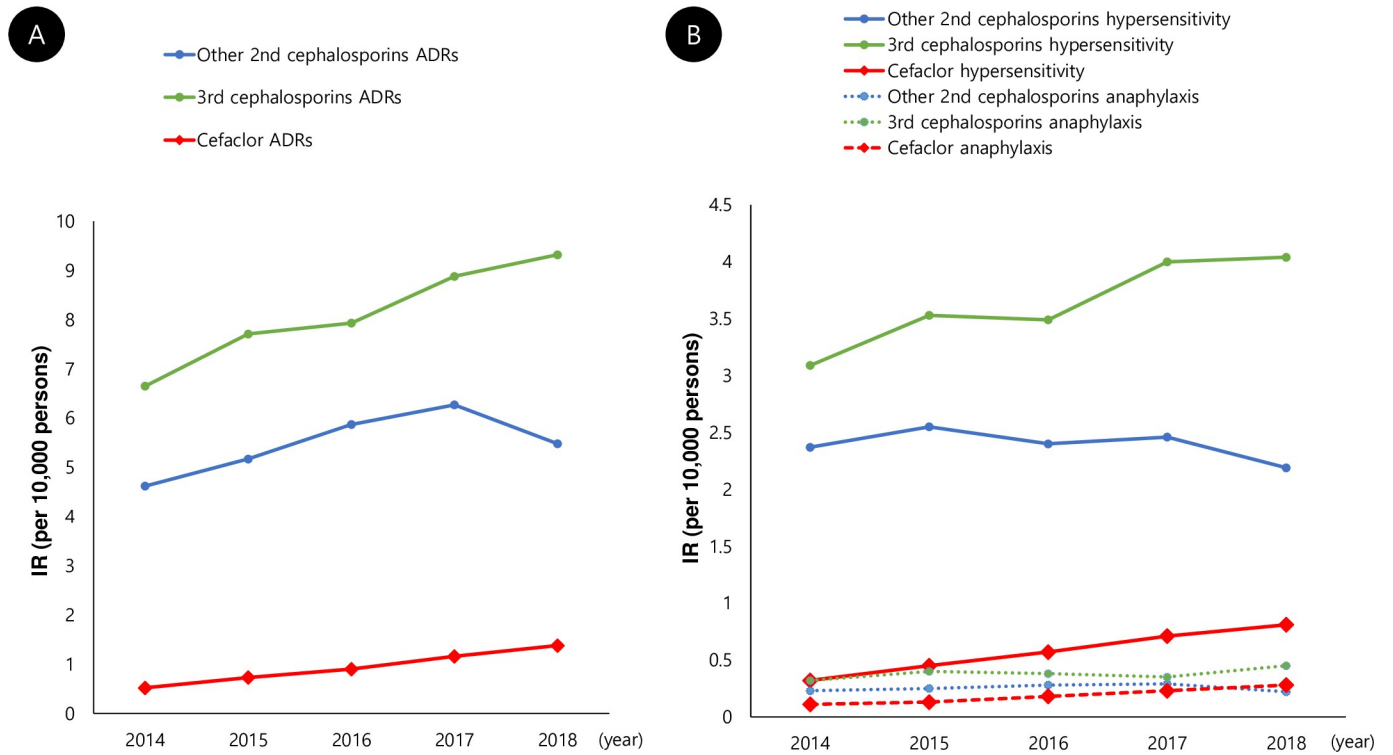 A
Other 2nd cephalosporins ADRs
3rd cephalosporins ADRs
Cefaclor ADRs
IR (per 10,000 persons)
10
9
8
7
6
5
4
3
2
1
0
2014 2015 2016 2017 2018 (year)
B
Other 2nd cephalosporins hypersensitivity
3rd cephalosporins hypersensitivity
Cefaclor hypersensitivity
Other 2nd cephalosporins anaphylaxis
3rd cephalosporins anaphylaxis
Cefaclor anaphylaxis
IR (per 10,000 persons)
4.5
4
3.5
3
2.5
2
1.5
1
0.5
0
2014 2015 2016 2017 2018 (year)